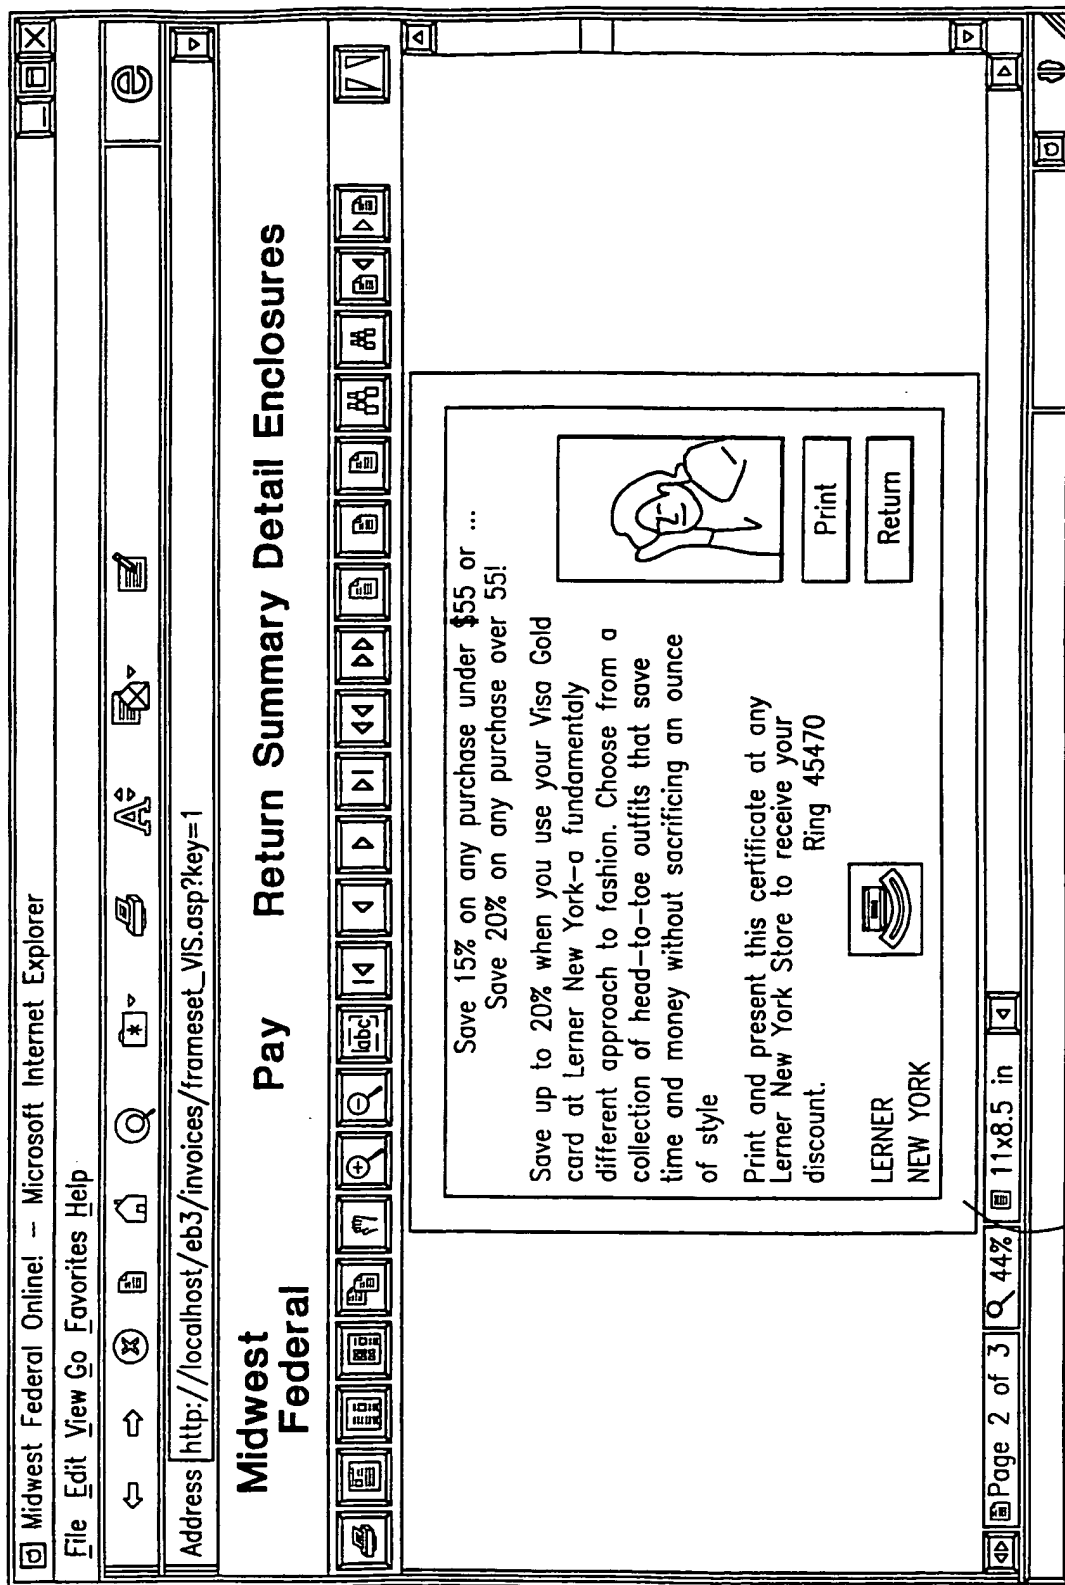 Midwest Federal Online! – Microsoft Internet Explorer
File Edit View Go Favorites Help
Address http://localhost/eb3/invoices/frameset_VIS.asp?key=1
Midwest
Federal
Pay Return Summary Detail Enclosures
abc
Save 15% on any purchase under $55 or ...
Save 20% on any purchase over 55!
Save up to 20% when you use your Visa Gold
card at Lerner New York–a fundamentaly
different approach to fashion. Choose from a
collection of head–to–toe outfits that save
time and money without sacrificing an ounce
of style
Print and present this certificate at any
Lerner New York Store to receive your
discount. Ring 45470
LERNER
NEW YORK
Print
Return
Page 2 of 3 44% 11x8.5 in